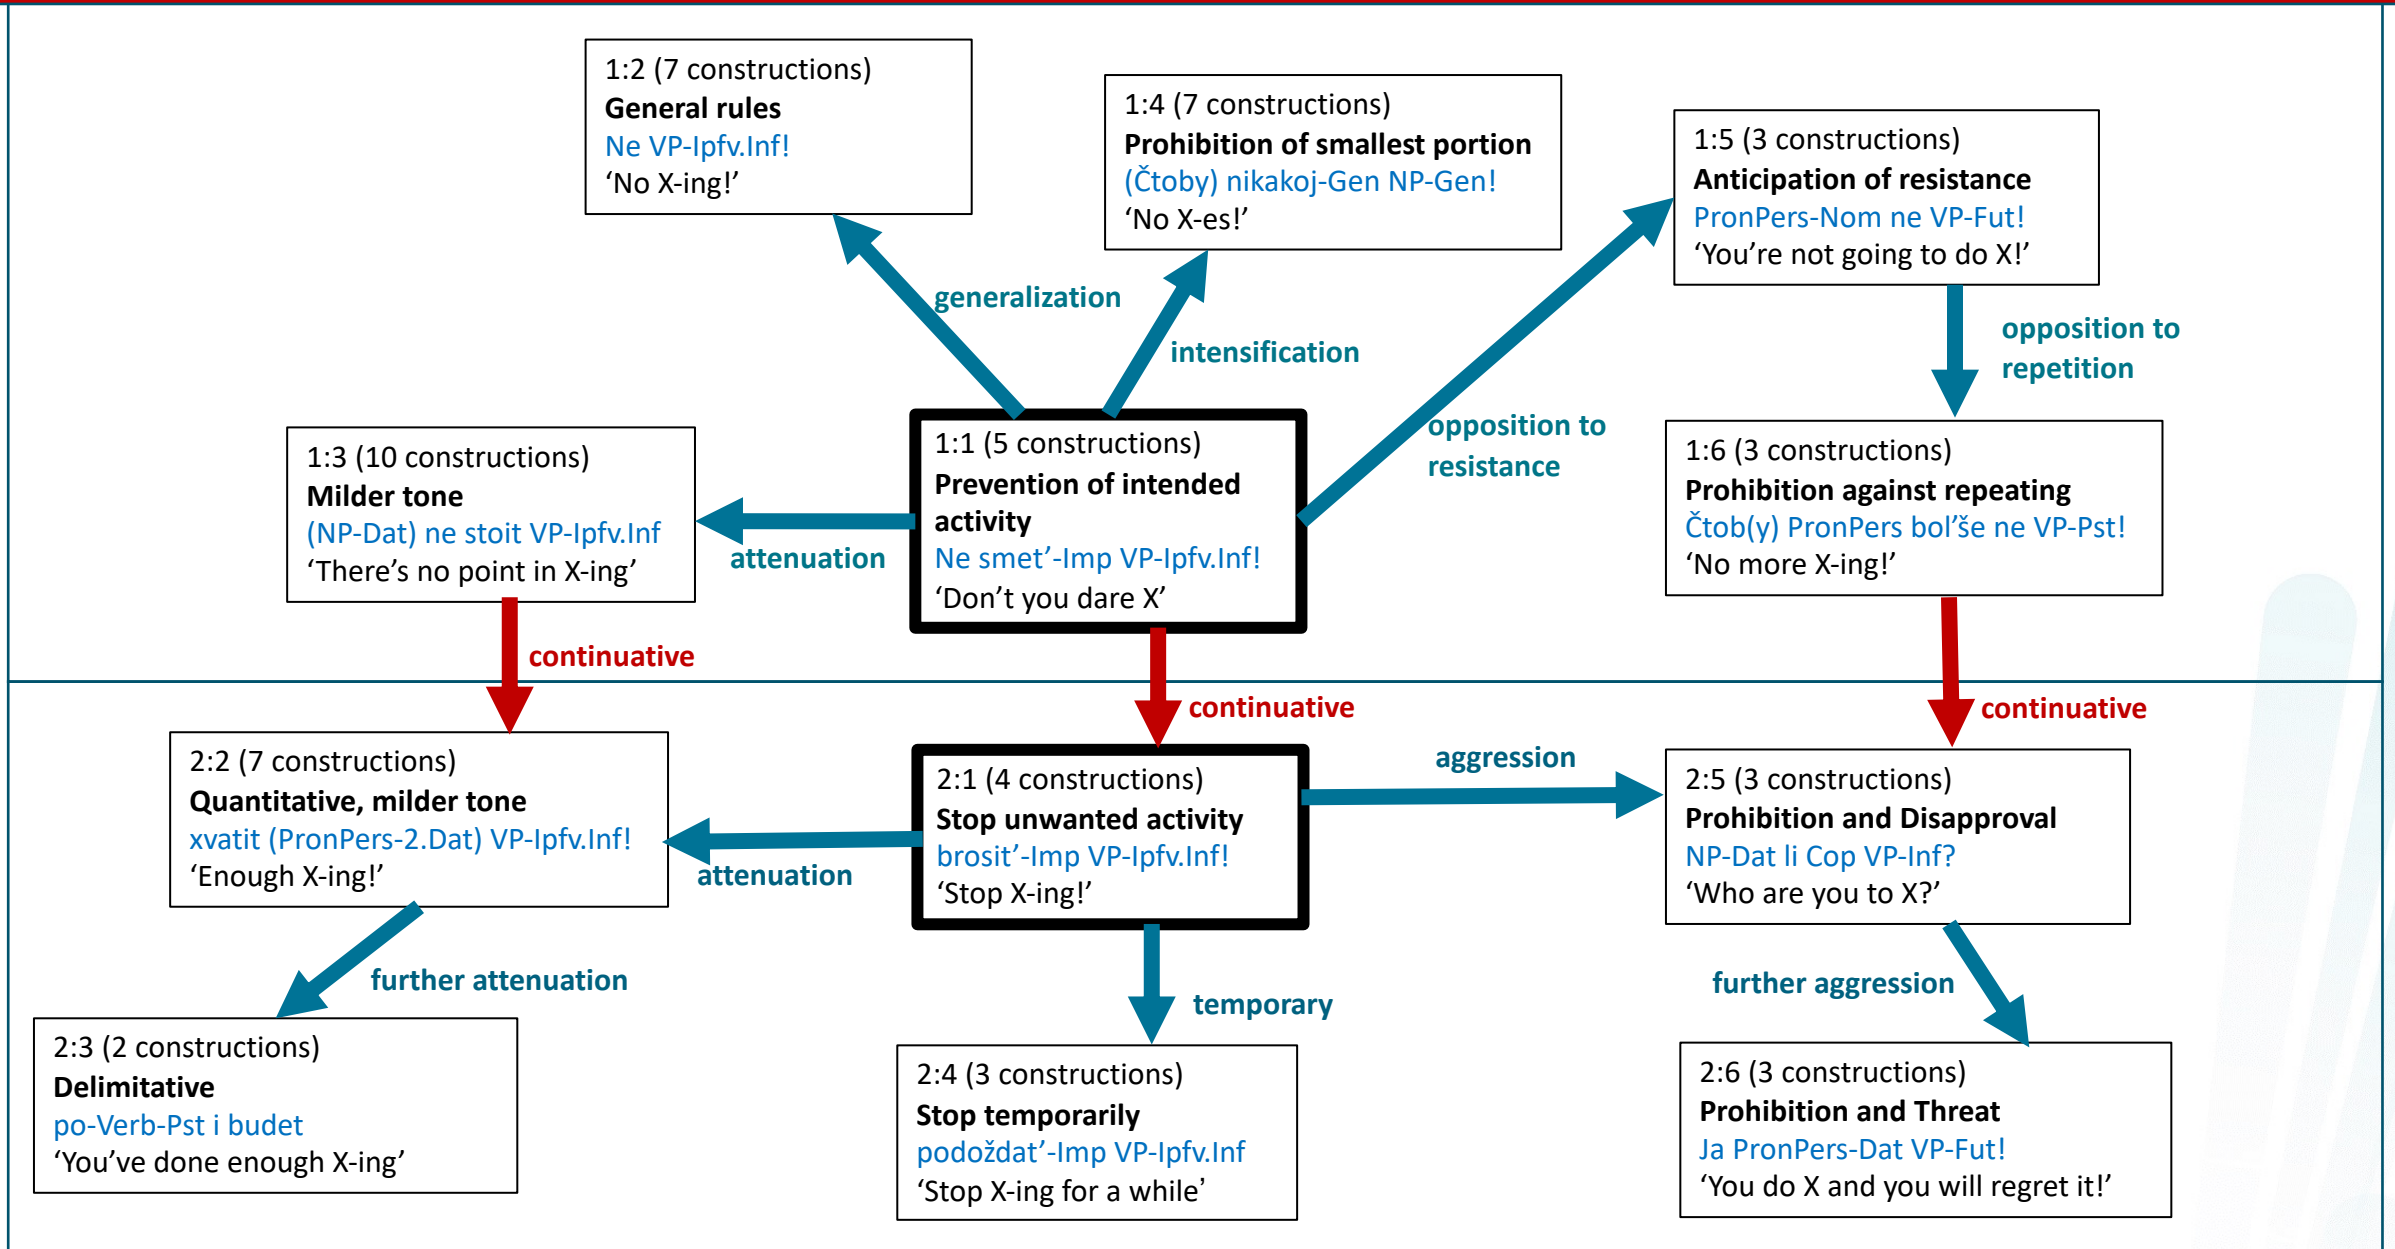 1:2 (7 constructions)
General rules
Ne VP-Ipfv.Inf!
‘No X-ing!’
1:4 (7 constructions)
Prohibition of smallest portion
(Čtoby) nikakoj-Gen NP-Gen!
‘No X-es!’
1:5 (3 constructions)
Anticipation of resistance
PronPers-Nom ne VP-Fut!
‘You’re not going to do X!’
generalization
intensification
opposition to
repetition
1:3 (10 constructions)
Milder tone
(NP-Dat) ne stoit VP-Ipfv.Inf
‘There’s no point in X-ing’
attenuation
1:1 (5 constructions)
Prevention of intended
activity
Ne smet’-Imp VP-Ipfv.Inf!
‘Don’t you dare X’
opposition to
resistance
1:6 (3 constructions)
Prohibition against repeating
Čtob(y) PronPers bol’še ne VP-Pst!
‘No more X-ing!’
continuative
continuative
continuative
2:2 (7 constructions)
Quantitative, milder tone
xvatit (PronPers-2.Dat) VP-Ipfv.Inf!
‘Enough X-ing!’
attenuation
2:1 (4 constructions)
Stop unwanted activity
brosit’-Imp VP-Ipfv.Inf!
‘Stop X-ing!’
aggression
2:5 (3 constructions)
Prohibition and Disapproval
NP-Dat li Cop VP-Inf?
‘Who are you to X?’
further attenuation
temporary
further aggression
2:3 (2 constructions)
Delimitative
po-Verb-Pst i budet
‘You’ve done enough X-ing’
2:4 (3 constructions)
Stop temporarily
podoždat’-Imp VP-Ipfv.Inf
‘Stop X-ing for a while’
2:6 (3 constructions)
Prohibition and Threat
Ja PronPers-Dat VP-Fut!
‘You do X and you will regret it!’